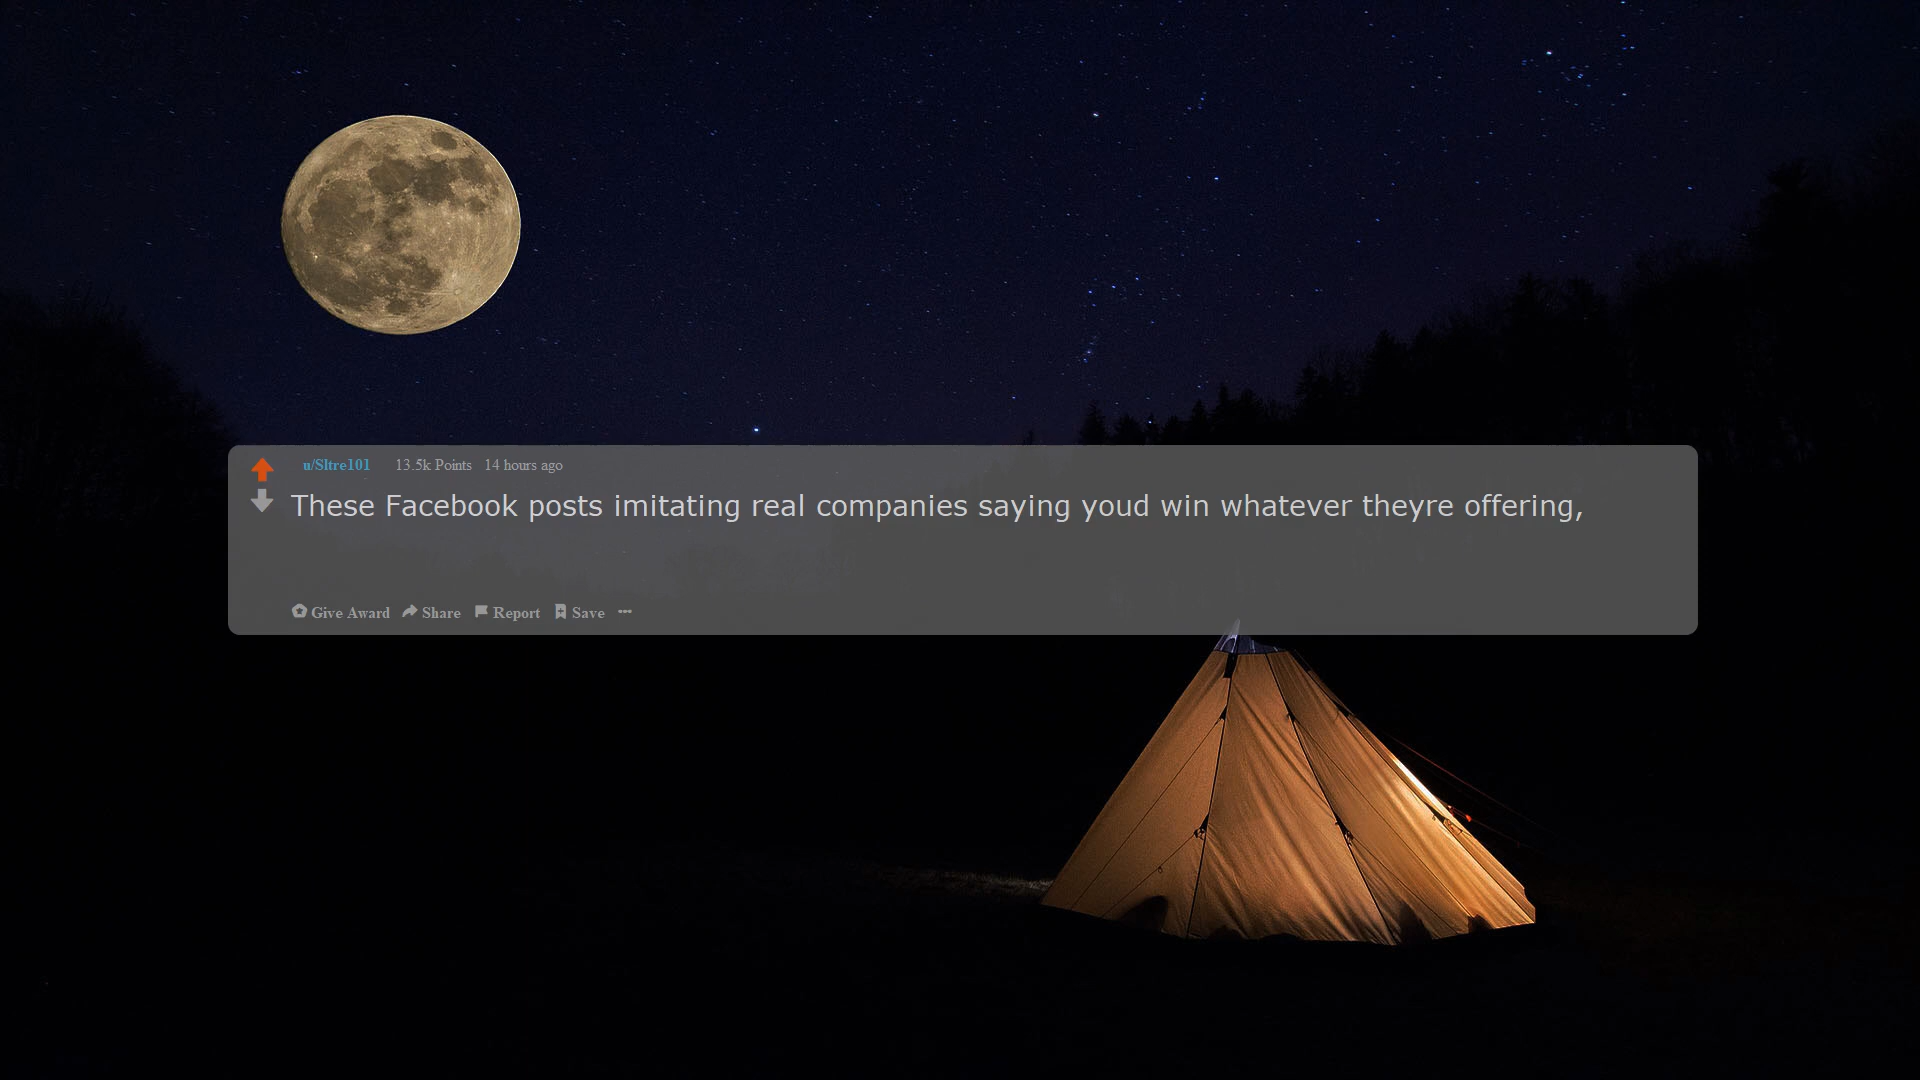 u/Sltre101 13.5k Points 14 hours ago
These Facebook posts imitating real companies saying youd win whatever theyre offering,
Give Award Share Report Save